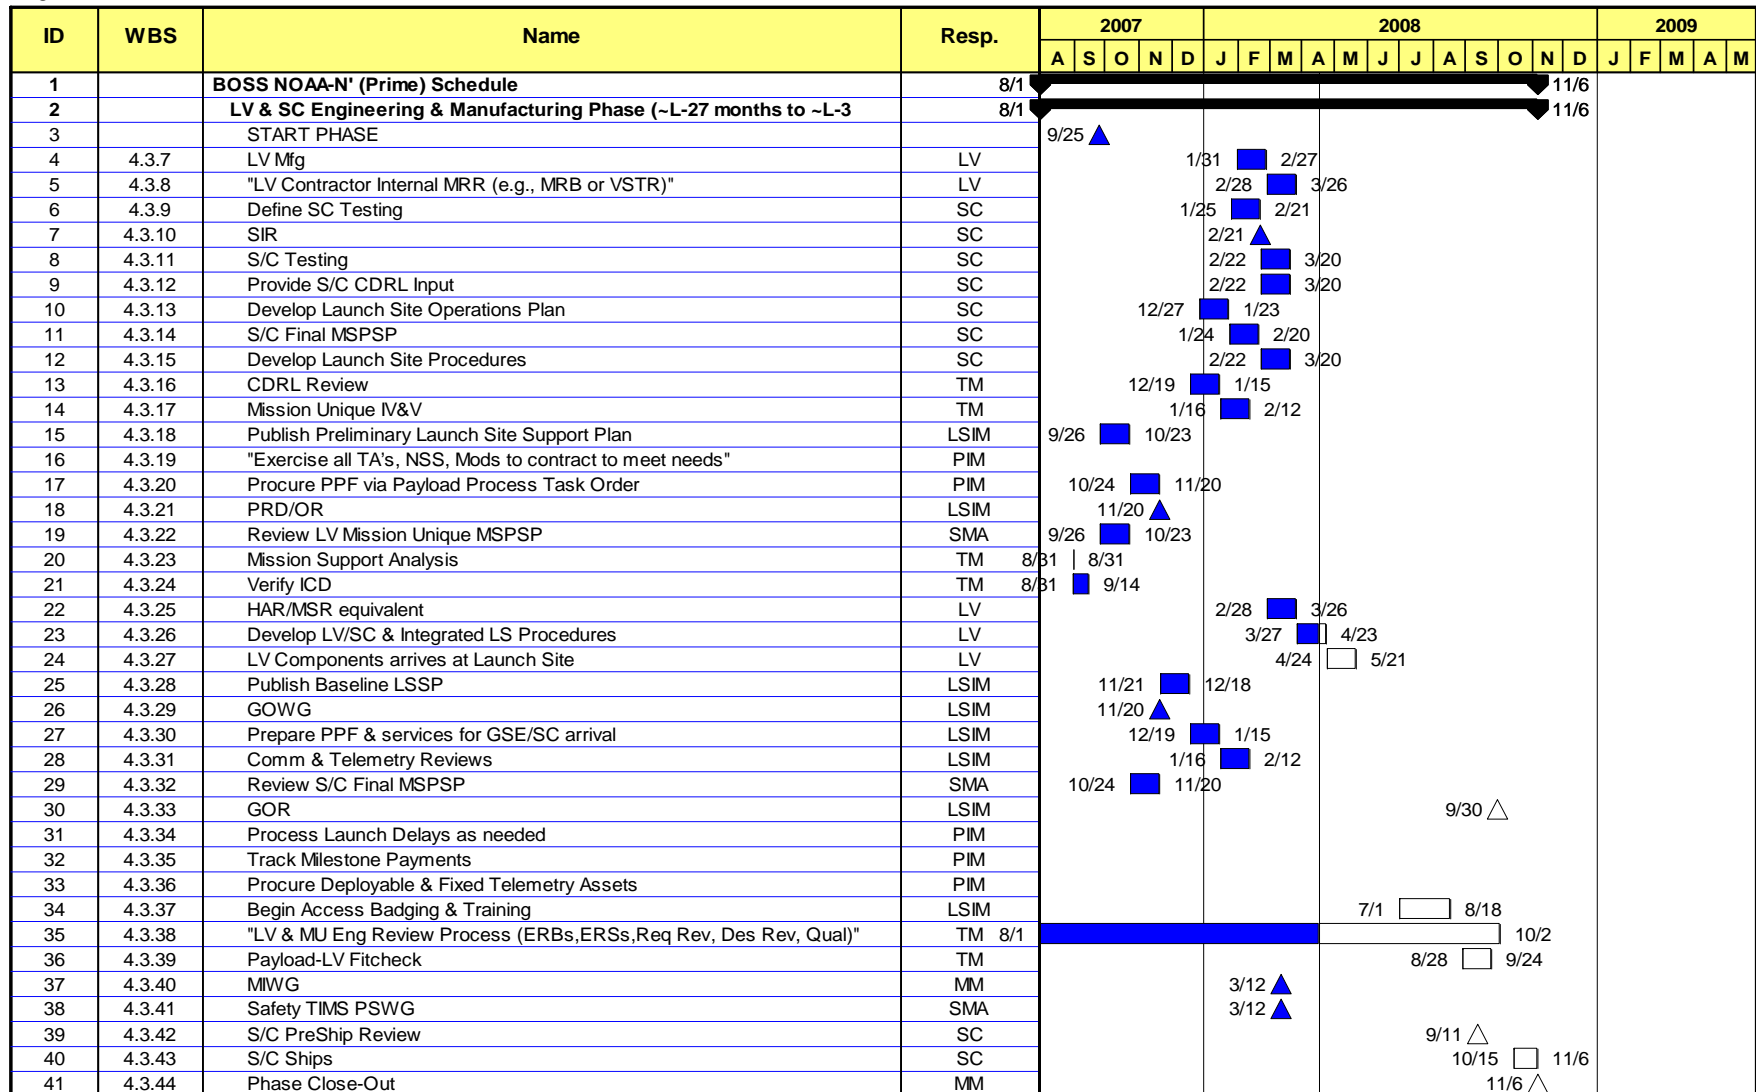 ID WBS Name Resp. 2007 2008 2009
A S O N D J F M A M J J A S O N D J F M A M
1 BOSS NOAA-N' (Prime) Schedule 8/1 11/6
2 LV & SC Engineering & Manufacturing Phase (~L-27 months to ~L-3 8/1 11/6
3 START PHASE 9/25
4 4.3.7 LV Mfg LV 1/31 2/27
5 4.3.8 "LV Contractor Internal MRR (e.g., MRB or VSTR)" LV 2/28 3/26
6 4.3.9 Define SC Testing SC 1/25 2/21
7 4.3.10 SIR SC 2/21
8 4.3.11 S/C Testing SC 2/22 3/20
9 4.3.12 Provide S/C CDRL Input SC 2/22 3/20
10 4.3.13 Develop Launch Site Operations Plan SC 12/27 1/23
11 4.3.14 S/C Final MSPSP SC 1/24 2/20
12 4.3.15 Develop Launch Site Procedures SC 2/22 3/20
13 4.3.16 CDRL Review TM 12/19 1/15
14 4.3.17 Mission Unique IV&V TM 1/16 2/12
15 4.3.18 Publish Preliminary Launch Site Support Plan LSIM 9/26 10/23
16 4.3.19 "Exercise all TA's, NSS, Mods to contract to meet needs" PIM
17 4.3.20 Procure PPF via Payload Process Task Order PIM 10/24 11/20
18 4.3.21 PRD/OR LSIM 11/20
19 4.3.22 Review LV Mission Unique MSPSP SMA 9/26 10/23
20 4.3.23 Mission Support Analysis TM 8/31 8/31
21 4.3.24 Verify ICD TM 8/31 9/14
22 4.3.25 HAR/MSR equivalent LV 2/28 3/26
23 4.3.26 Develop LV/SC & Integrated LS Procedures LV 3/27 4/23
24 4.3.27 LV Components arrives at Launch Site LV 4/24 5/21
25 4.3.28 Publish Baseline LSSP LSIM 11/21 12/18
26 4.3.29 GOWG LSIM 11/20
27 4.3.30 Prepare PPF & services for GSE/SC arrival LSIM 12/19 1/15
28 4.3.31 Comm & Telemetry Reviews LSIM 1/16 2/12
29 4.3.32 Review S/C Final MSPSP SMA 10/24 11/20
30 4.3.33 GOR LSIM 9/30
31 4.3.34 Process Launch Delays as needed PIM
32 4.3.35 Track Milestone Payments PIM
33 4.3.36 Procure Deployable & Fixed Telemetry Assets PIM
34 4.3.37 Begin Access Badging & Training LSIM 7/1 8/18
35 4.3.38 "LV & MU Eng Review Process (ERBs,ERSs,Req Rev, Des Rev, Qual)" TM 8/1 10/2
36 4.3.39 Payload-LV Fitcheck TM 8/28 9/24
37 4.3.40 MIWG MM 3/12
38 4.3.41 Safety TIMS PSWG SMA 3/12
39 4.3.42 S/C PreShip Review SC 9/11
40 4.3.43 S/C Ships SC 10/15 11/6
41 4.3.44 Phase Close-Out MM 11/6